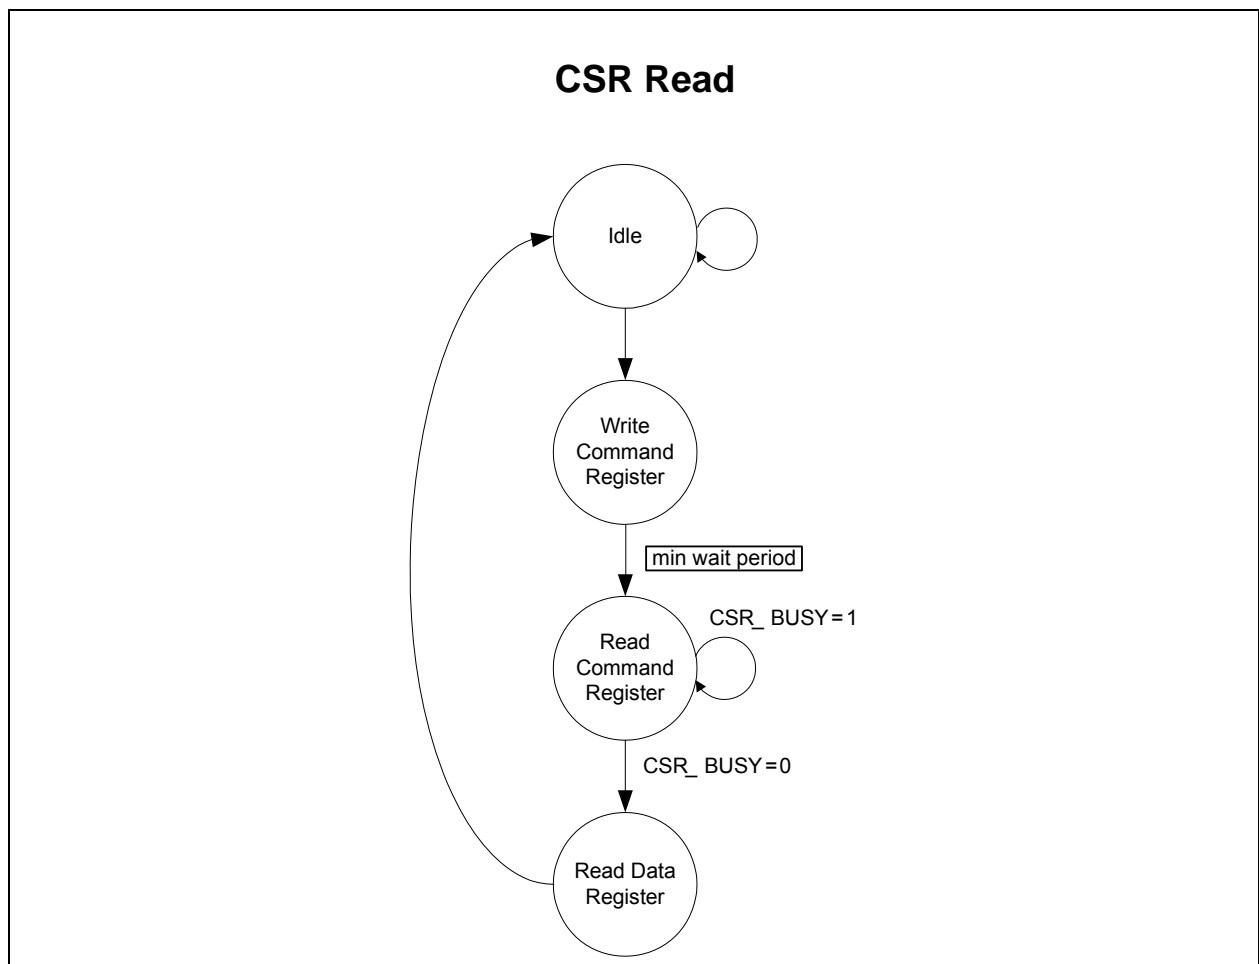 CSR Read
Idle
Write
Command
Register
min wait period
CSR_ BUSY=1
Read
Command
Register
CSR_ BUSY=0
Read Data
Register